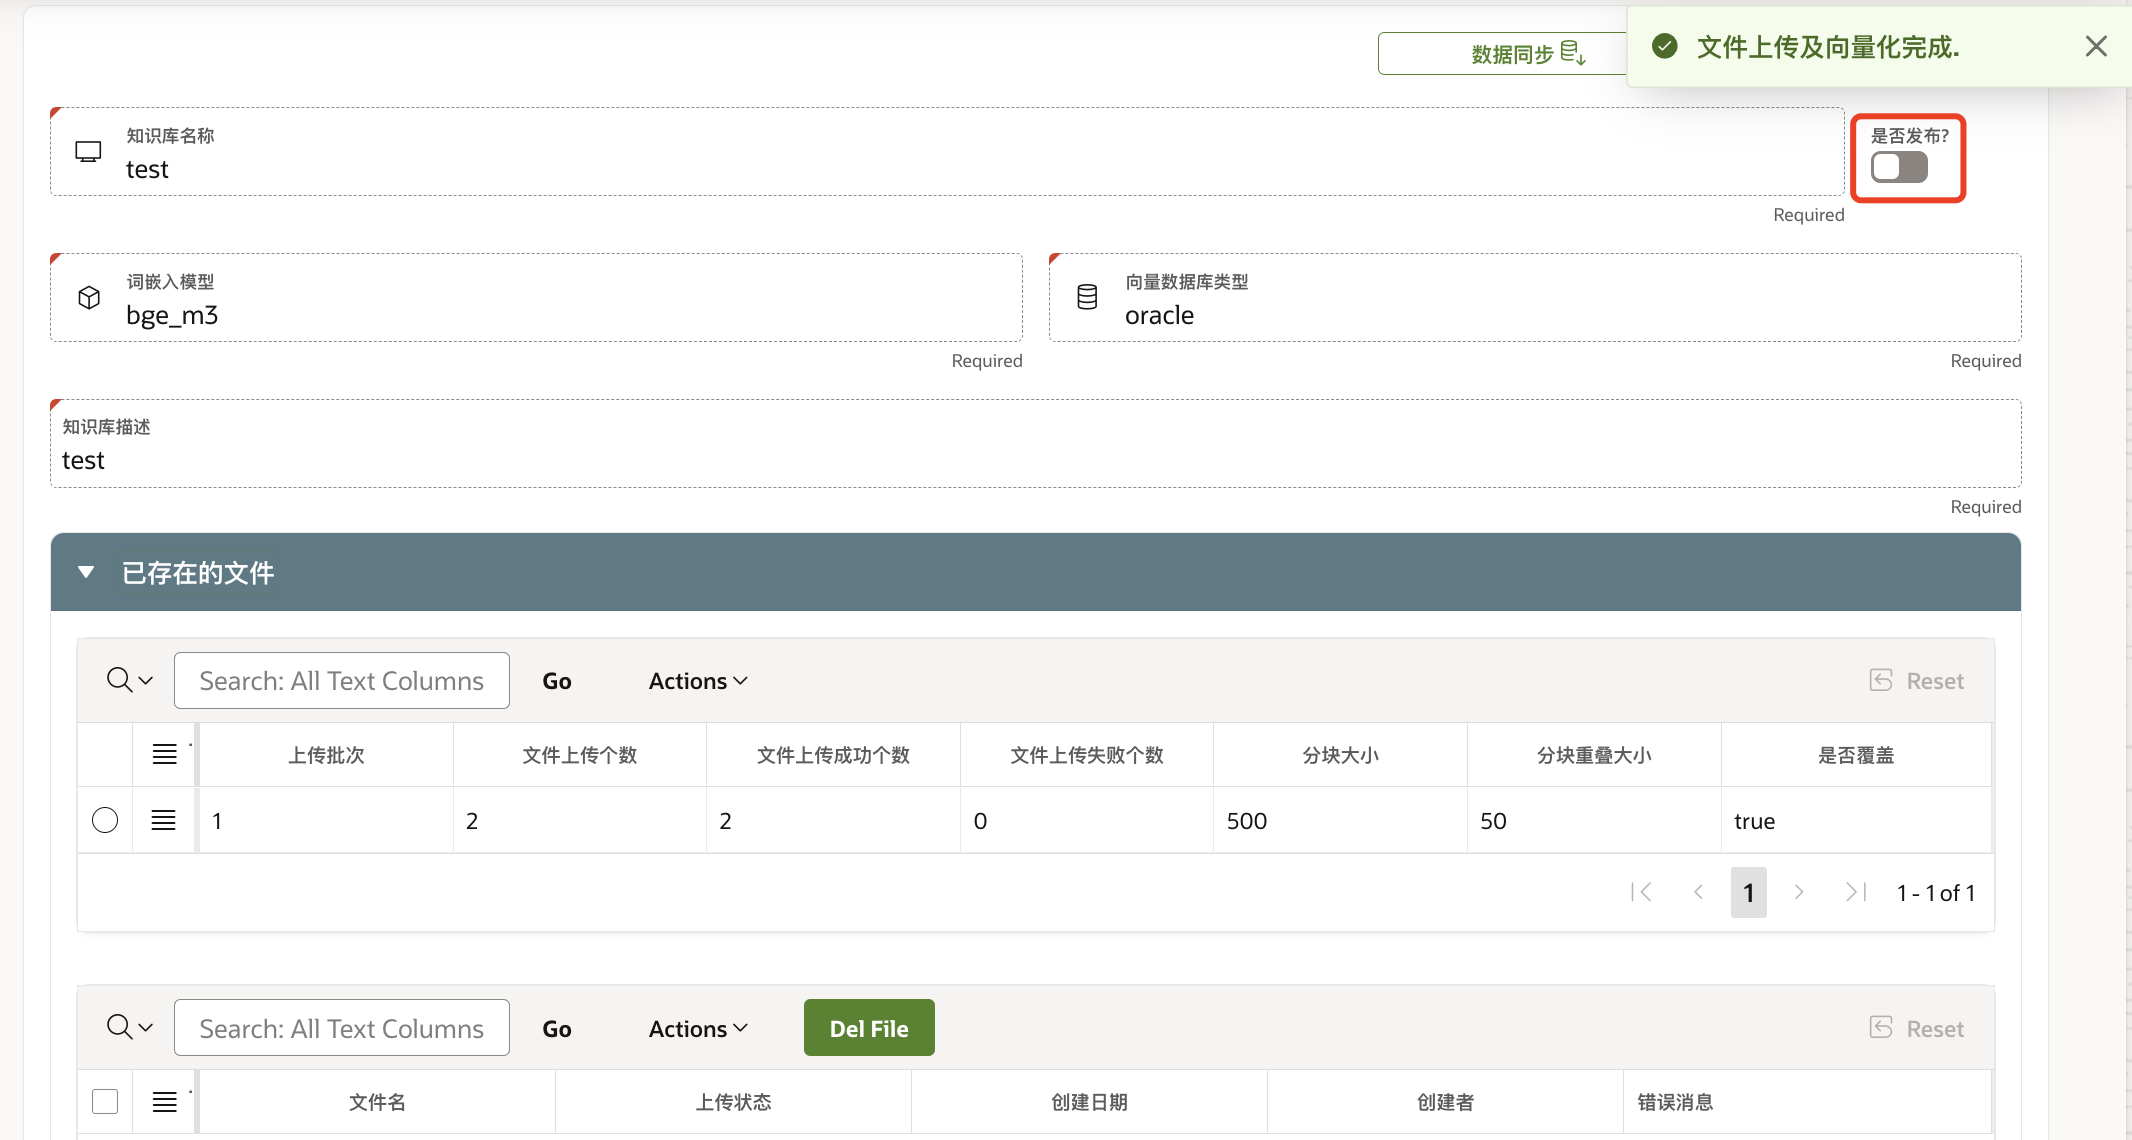 数据同步
文件上传及向量化完成.
知识库名称
test
是否发布?
Required
词嵌入模型
bge_m3
向量数据库类型
oracle
Required
Required
知识库描述
test
Required
已存在的文件
Search: All Text Columns
Go
Actions
Reset
上传批次
文件上传个数
文件上传成功个数
文件上传失败个数
分块大小
分块重叠大小
是否覆盖
1
2
2
0
500
50
true
1
1 - 1 of 1
Search: All Text Columns
Go
Actions
Del File
Reset
文件名
上传状态
创建日期
创建者
错误消息